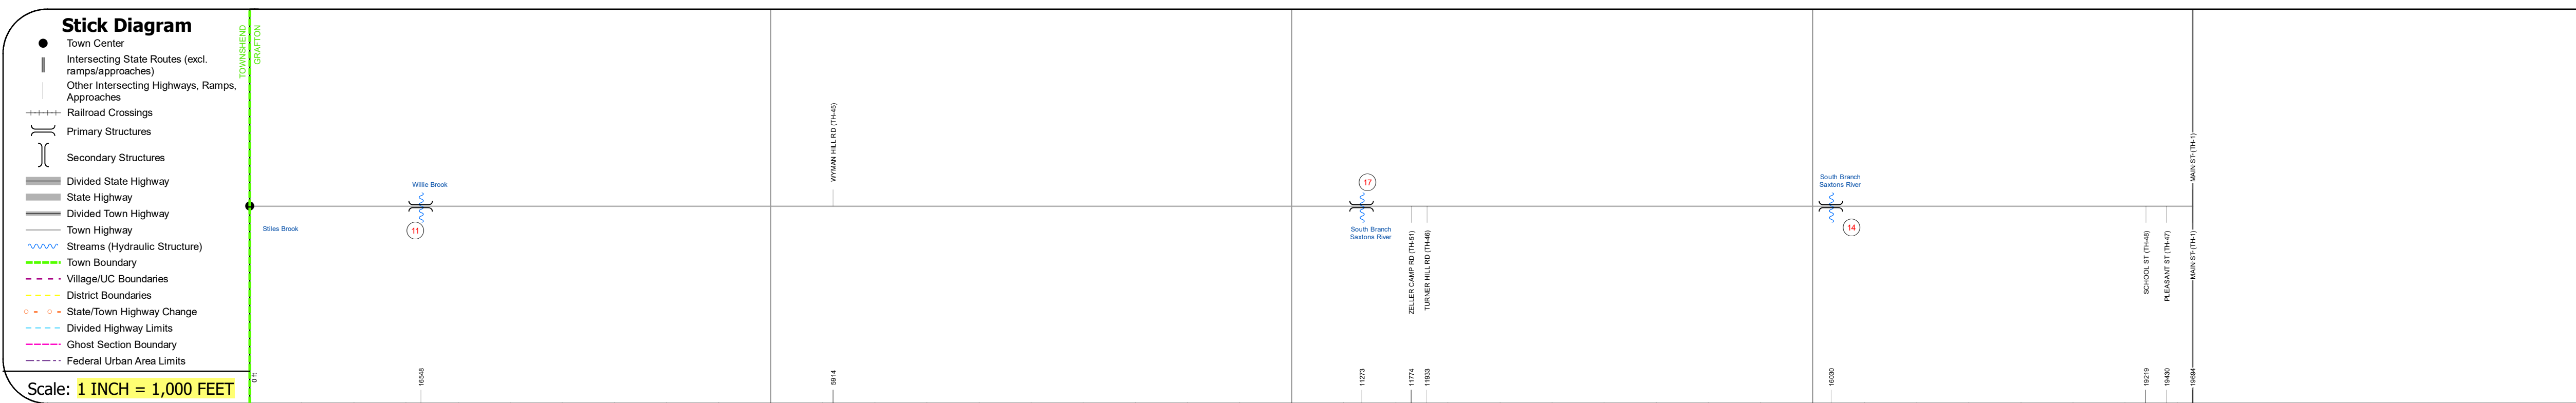 Stick Diagram
Town Center
Intersecting State Routes (excl.
ramps/approaches)
Other Intersecting Highways, Ramps,
Approaches
Railroad Crossings
Primary Structures
Secondary Structures
Divided State Highway
State Highway
Divided Town Highway
Town Highway
Streams (Hydraulic Structure)
Town Boundary
Village/UC Boundaries
District Boundaries
State/Town Highway Change
Divided Highway Limits
Ghost Section Boundary
Federal Urban Area Limits
Scale: 1 INCH = 1,000 FEET
TOWNSHEND
GRAFTON
Stiles Brook
0 ft
Willie Brook
11
16548
WYMAN HILL RD (TH-45)
5914
17
South Branch
Saxtons River
11273
ZELLER CAMP RD (TH-51)
11774
TURNER HILL RD (TH-46)
11933
South Branch
Saxtons River
14
16030
SCHOOL ST (TH-48)
19219
PLEASANT ST (TH-47)
19430
MAIN ST (TH-1)
MAIN ST (TH-1)
19694